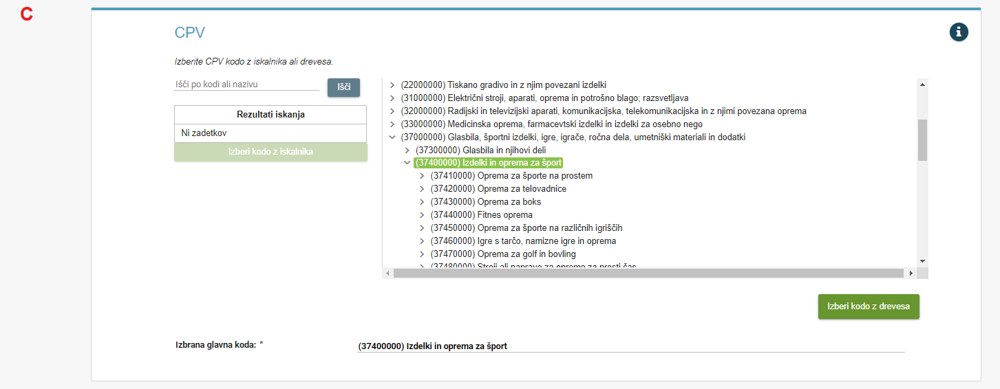 C
CPV
Izberite CPV kodo z iskalnika ali drevesa.
Išči po kodi ali nazivu
Išči
Rezultati iskanja
Ni zadetkov
Izberi kodo z iskalnika
(22000000) Tiskano gradivo in z njim povezani izdelki
(31000000) Električni stroji, aparati, oprema in potrošno blago; razsvetljava
(32000000) Radijski in televizijski aparati, komunikacijska, telekomunikacijska in z njimi povezana oprema
(33000000) Medicinska oprema, farmacevtski izdelki in izdelki za osebno nego
(37000000) Glasbila, športni izdelki, igre, igrače, ročna dela, umetniški materiali in dodatki
(37300000) Glasbila in njihovi deli
(37400000) Izdelki in oprema za šport
(37410000) Oprema za športe na prostem
(37420000) Oprema za telovadnice
(37430000) Oprema za boks
(37440000) Fitnes oprema
(37450000) Oprema za športe na različnih igriščih
(37460000) Igre s tarčo, namizne igre in oprema
(37470000) Oprema za golf in bovling
(37480000) Stroji ali naprave za opremo za prosti čas
Izberi kodo z drevesa
Izbrana glavna koda: *
(37400000) Izdelki in oprema za šport